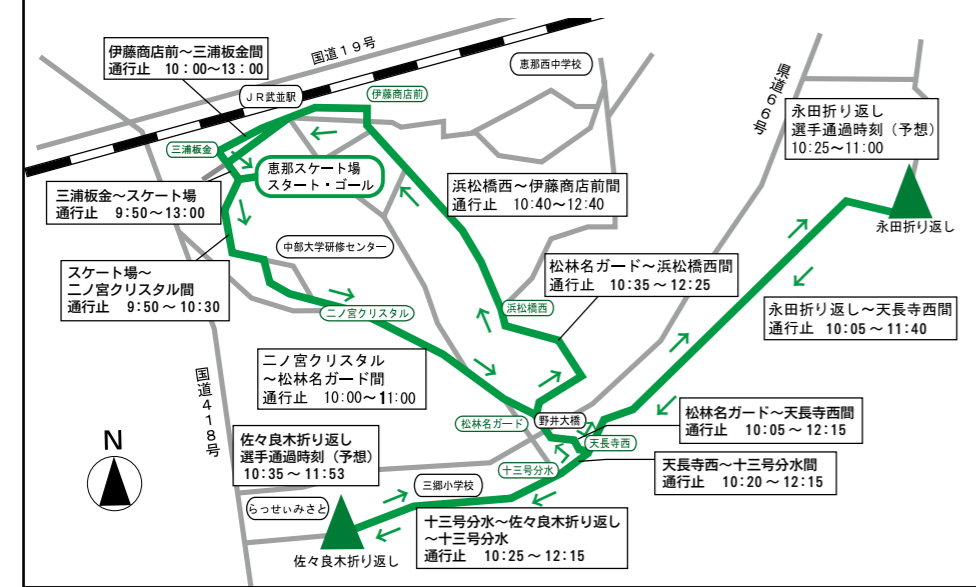 国道19号
伊藤商店前～三浦板金間
通行止 10：00～13：00
JR武並駅
伊藤商店前
恵那西中学校
県道66号
永田折り返し
選手通過時刻（予想）
10:25～11:00
永田折り返し
三浦板金
恵那スケート場
スタート・ゴール
三浦板金～スケート場
通行止 9:50～13:00
浜松橋西～伊藤商店前間
通行止 10:40～12:40
中部大学研修センター
スケート場～
二ノ宮クリスタル間
通行止 9:50～10:30
松林名ガード～浜松橋西間
通行止 10:35～12:25
浜松橋西
二ノ宮クリスタル
永田折り返し～天長寺西間
通行止 10:05～11:40
二ノ宮クリスタル
～松林名ガード間
通行止 10:00～11:00
国道418号
松林名ガード
野井大橋
天長寺西
松林名ガード～天長寺西間
通行止 10:05～12:15
N
佐々良木折り返し
選手通過時刻（予想）
10:35～11:53
十三号分水
天長寺西～十三号分水間
通行止 10:20～12:15
三郷小学校
らっせいみさと
十三号分水～佐々良木折り返し
～十三号分水
通行止 10:25～12:15
佐々良木折り返し